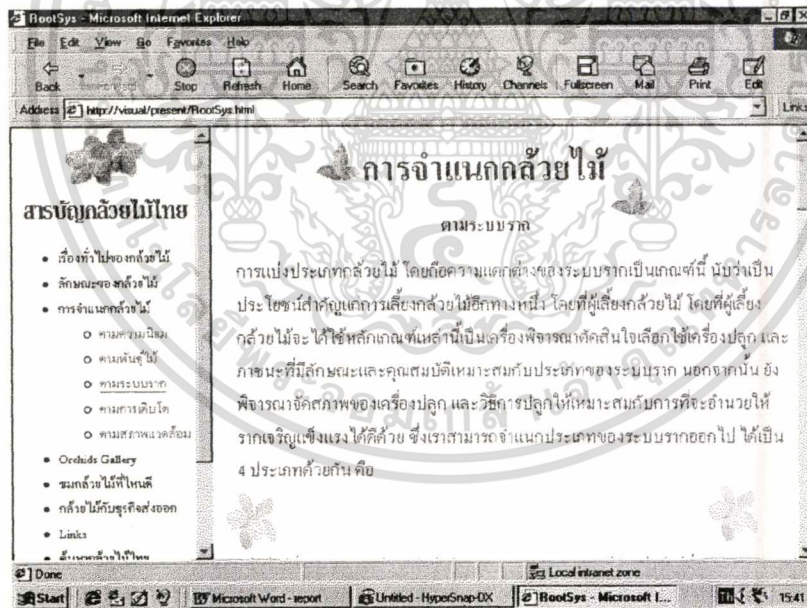 RootSys - Microsoft Internet Explorer
File Edit View Go Favorites Help
Back Stop Refresh Home Search Favorites History Channels Fullscreen Mail Print Edit
Address http://visual/present/RootSys.html Links
สารบัญกล้วยไม้ไทย
เรื่องทั่วไปของกล้วยไม้
ลักษณะของกล้วยไม้
การจำแนกกล้วยไม้
ตามความนิยม
ตามพันธุ์ไม้
ตามระบบราก
ตามการเติบโต
ตามสภาพแวดล้อม
Orchids Gallery
ชมกล้วยไม้ที่ไหนดี
กล้วยไม้กับธุรกิจส่งออก
Links
ค้นหากล้วยไม้ไทย
การจำแนกกล้วยไม้
ตามระบบราก
การแบ่งประเภทกล้วยไม้ โดยถือความแตกต่างของระบบรากเป็นเกณฑ์นี้ นับว่าเป็น
ประโยชน์สำคัญแก่การเลี้ยงกล้วยไม้อีกทางหนึ่ง โดยที่ผู้เลี้ยงกล้วยไม้ โดยที่ผู้เลี้ยง
กล้วยไม้จะได้ใช้หลักเกณฑ์เหล่านี้เป็นเครื่องพิจารณาตัดสินใจเลือกใช้เครื่องปลูก และ
ภาชนะที่มีลักษณะและคุณสมบัติเหมาะสมกับประเภทของระบบราก นอกจากนั้น ยัง
พิจารณาจัดสภาพของเครื่องปลูก และวิธีการปลูกให้เหมาะสมกับการที่จะอำนวยให้
รากเจริญแข็งแรงได้ดีด้วย ซึ่งเราสามารถจำแนกประเภทของระบบรากออกไป ได้เป็น
4 ประเภทด้วยกัน คือ
Done Local intranet zone
Start Microsoft Word - report Untitled - HyperSnap-DX RootSys - Microsoft I... 15:41